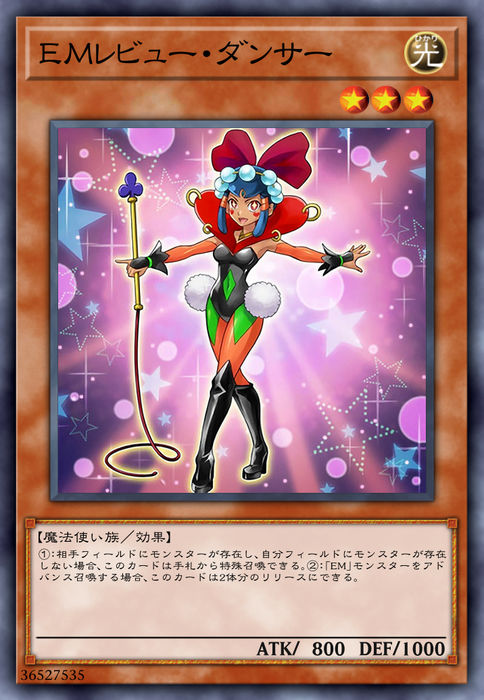 EMレビュー・ダンサー
ひかり
光
【魔法使い族／効果】
①：相手フィールドにモンスターが存在し、自分フィールドにモンスターが存在
しない場合、このカードは手札から特殊召喚できる。②：「EM」モンスターをアド
バンス召喚する場合、このカードは2体分のリリースにできる。
ATK/ 800 DEF/1000
36527535